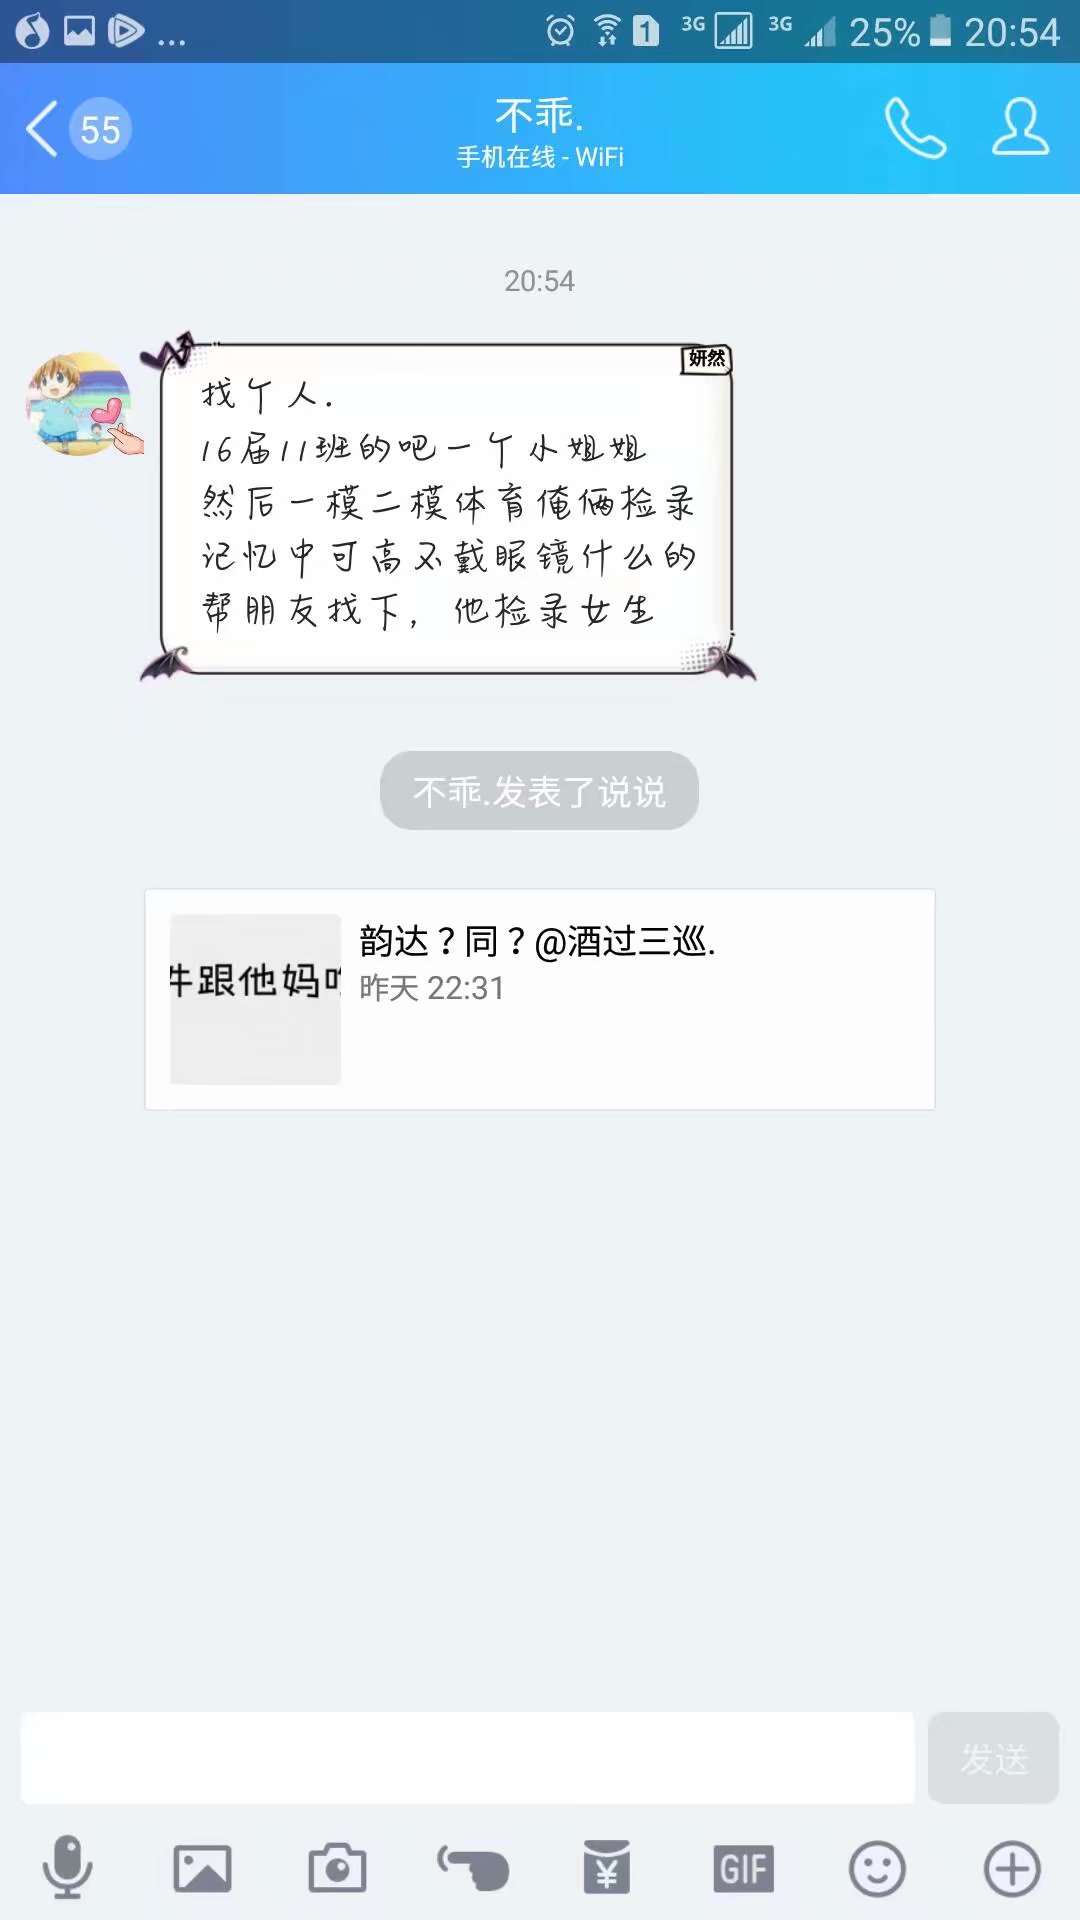 ... 3G 3G 25% 20:54
55
不乖.
手机在线 - WiFi
20:54
妍然
找个人.
16届11班的吧一个小姐姐
然后一模二模体育俺俩检录
记忆中可高不戴眼镜什么的
帮朋友找下，他检录女生
不乖.发表了说说
件跟他妈
韵达？同？@酒过三巡.
昨天 22:31
发送
GIF